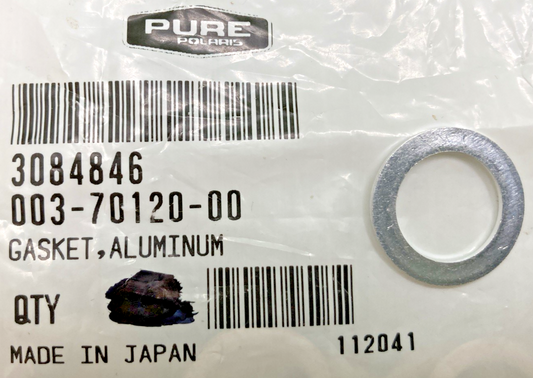 PURE
POLARIS
3084846
003-70120-00
GASKET,ALUMINUM
QTY
MADE IN JAPAN
112041